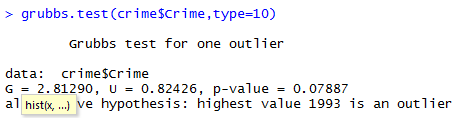 > grubbs.test(crime$Crime,type=10)
Grubbs test for one outlier
data: crime$Crime
G = 2.81290, U = 0.82426, p-value = 0.07887
al hist(x, ...) ve hypothesis: highest value 1993 is an outlier